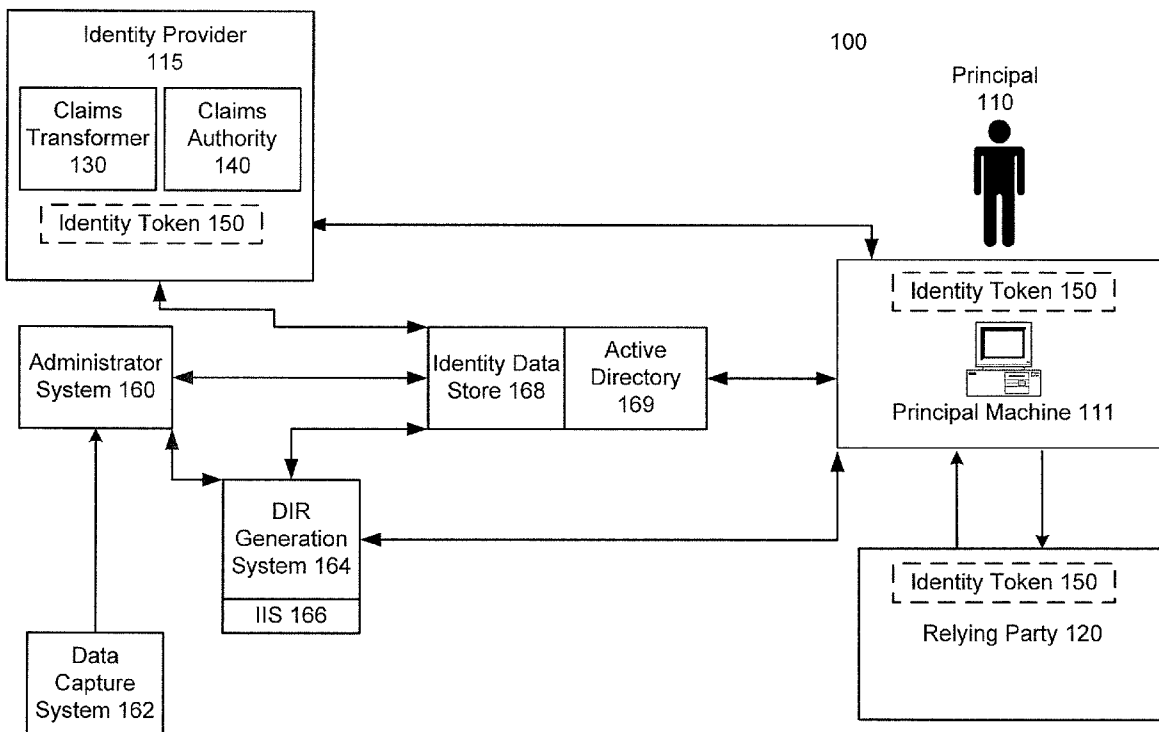 Identity Provider
115
Claims
Transformer
130
Claims
Authority
140
Identity Token 150
100
Principal
110
Identity Token 150
Principal Machine 111
Administrator
System 160
Identity Data
Store 168
Active
Directory
169
DIR
Generation
System 164
IIS 166
Data
Capture
System 162
Identity Token 150
Relying Party 120